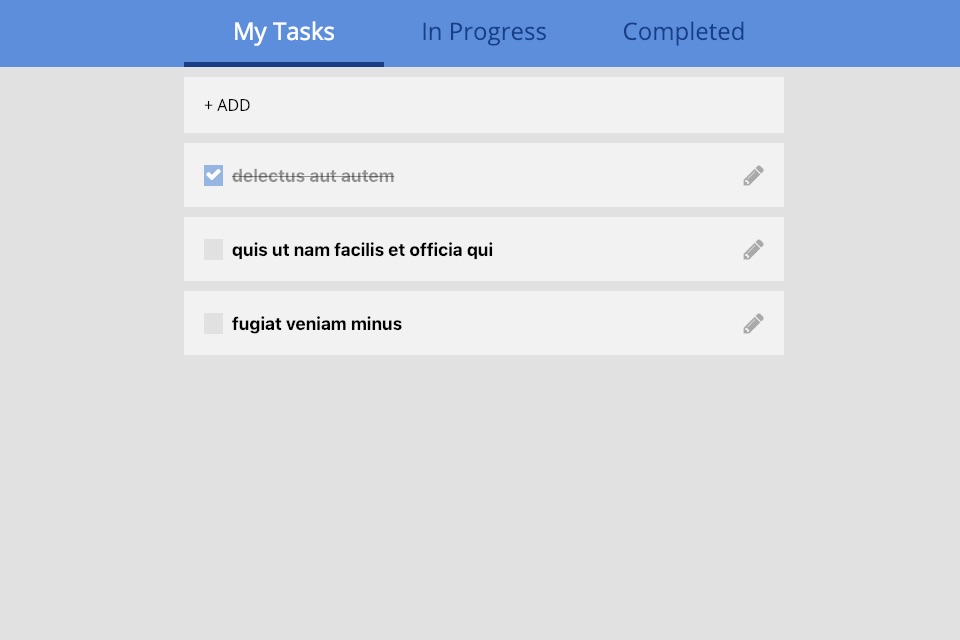 My Tasks In Progress Completed
+ ADD
delectus aut autem
quis ut nam facilis et officia qui
fugiat veniam minus